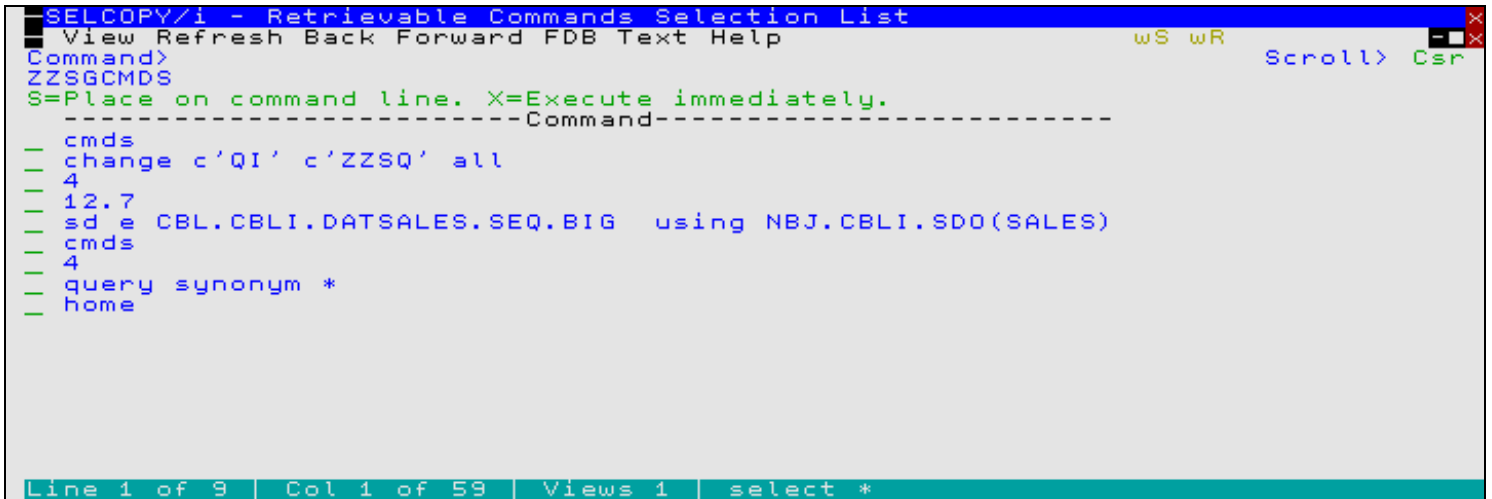 SELCOPY/i - Retrievable Commands Selection List
View Refresh Back Forward FDB Text Help wS wR
Command> Scroll> Csr
ZZSGCMDS
S=Place on command line. X=Execute immediately.
--------------------------Command--------------------------
_ cmds
_ change c'QI' c'ZZSQ' all
_ 4
_ 12.7
_ sd e CBL.CBLI.DATSALES.SEQ.BIG  using NBJ.CBLI.SDO(SALES)
_ cmds
_ 4
_ query synonym *
_ home
Line 1 of 9 | Col 1 of 59 | Views 1 | select *